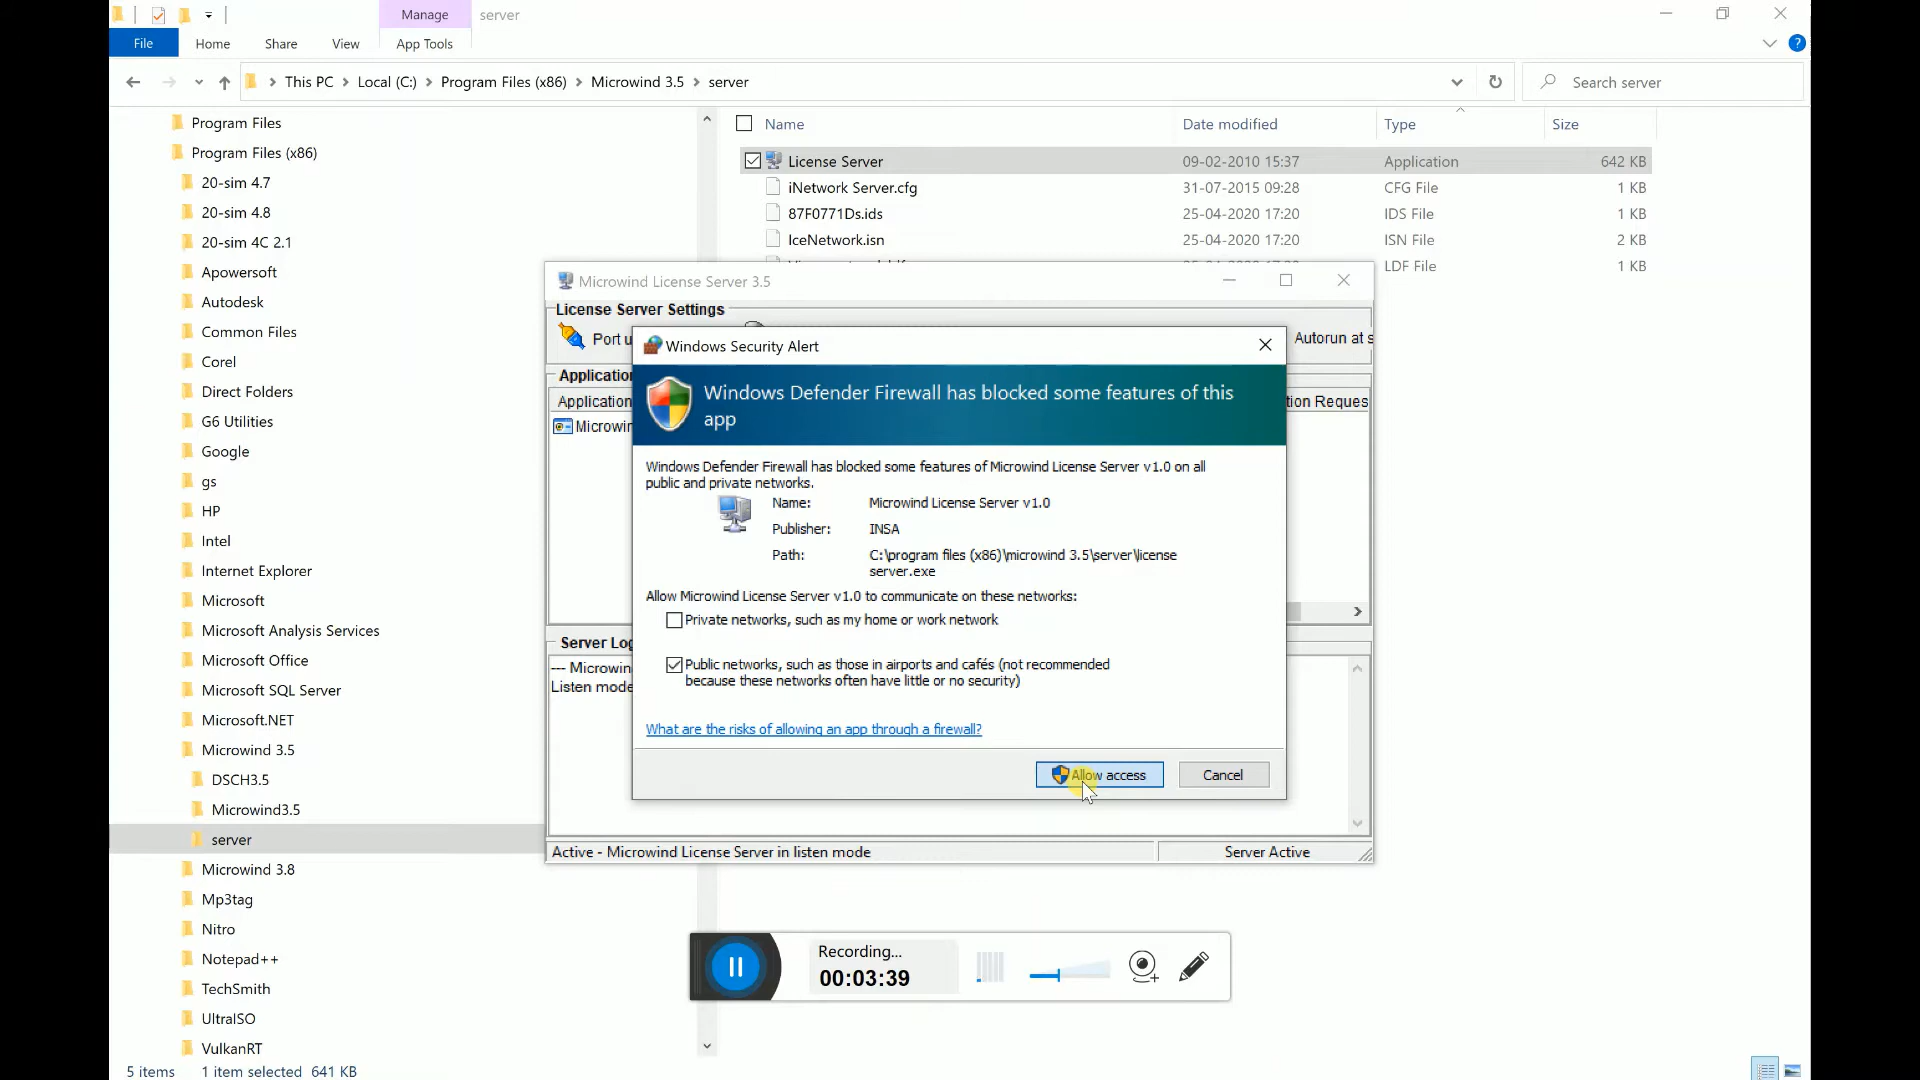 Manage
server
File
Home
Share
View
App Tools
This PC
Local (C:)
Program Files (x86)
Microwind 3.5
server
Search server
Program Files
Program Files (x86)
20-sim 4.7
20-sim 4.8
20-sim 4C 2.1
Apowersoft
Autodesk
Common Files
Corel
Direct Folders
G6 Utilities
Google
gs
HP
Intel
Internet Explorer
Microsoft
Microsoft Analysis Services
Microsoft Office
Microsoft SQL Server
Microsoft.NET
Microwind 3.5
DSCH3.5
Microwind3.5
server
Microwind 3.8
Mp3tag
Nitro
Notepad++
TechSmith
UltraISO
VulkanRT
Name Date modified Type Size
License Server 09-02-2010 15:37 Application 642 KB
iNetwork Server.cfg 31-07-2015 09:28 CFG File 1 KB
87F0771Ds.ids 25-04-2020 17:20 IDS File 1 KB
IceNetwork.isn 25-04-2020 17:20 ISN File 2 KB
LDF File 1 KB
Microwind License Server 3.5
License Server Settings
Port u
Autorun at s
Application
Application
tion Reques
Microwin
Windows Security Alert
Windows Defender Firewall has blocked some features of this
app
Windows Defender Firewall has blocked some features of Microwind License Server v1.0 on all
public and private networks.
Name: Microwind License Server v1.0
Publisher: INSA
Path: C:\program files (x86)\microwind 3.5\server\license
server.exe
Allow Microwind License Server v1.0 to communicate on these networks:
Private networks, such as my home or work network
Public networks, such as those in airports and cafés (not recommended
because these networks often have little or no security)
What are the risks of allowing an app through a firewall?
Allow access
Cancel
Server Log
--- Microwin
Listen mode
Active - Microwind License Server in listen mode
Server Active
Recording...
00:03:39
5 items 1 item selected 641 KB